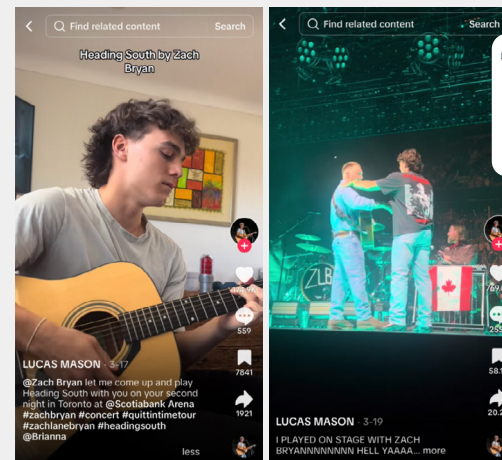 Find related content Search
Heading South by Zach
Bryan
559
7841
1921
LUCAS MASON · 3-17
@Zach Bryan let me come up and play
Heading South with you on your second
night in Toronto at @Scotiabank Arena
#zachbryan #concert #quittintimetour
#zachlanebryan #headingsouth
@Brianna
less
Find related content Search
ZLB
LUCAS MASON · 3-19
I PLAYED ON STAGE WITH ZACH
BRYANNNNNNN HELL YAAAA... more